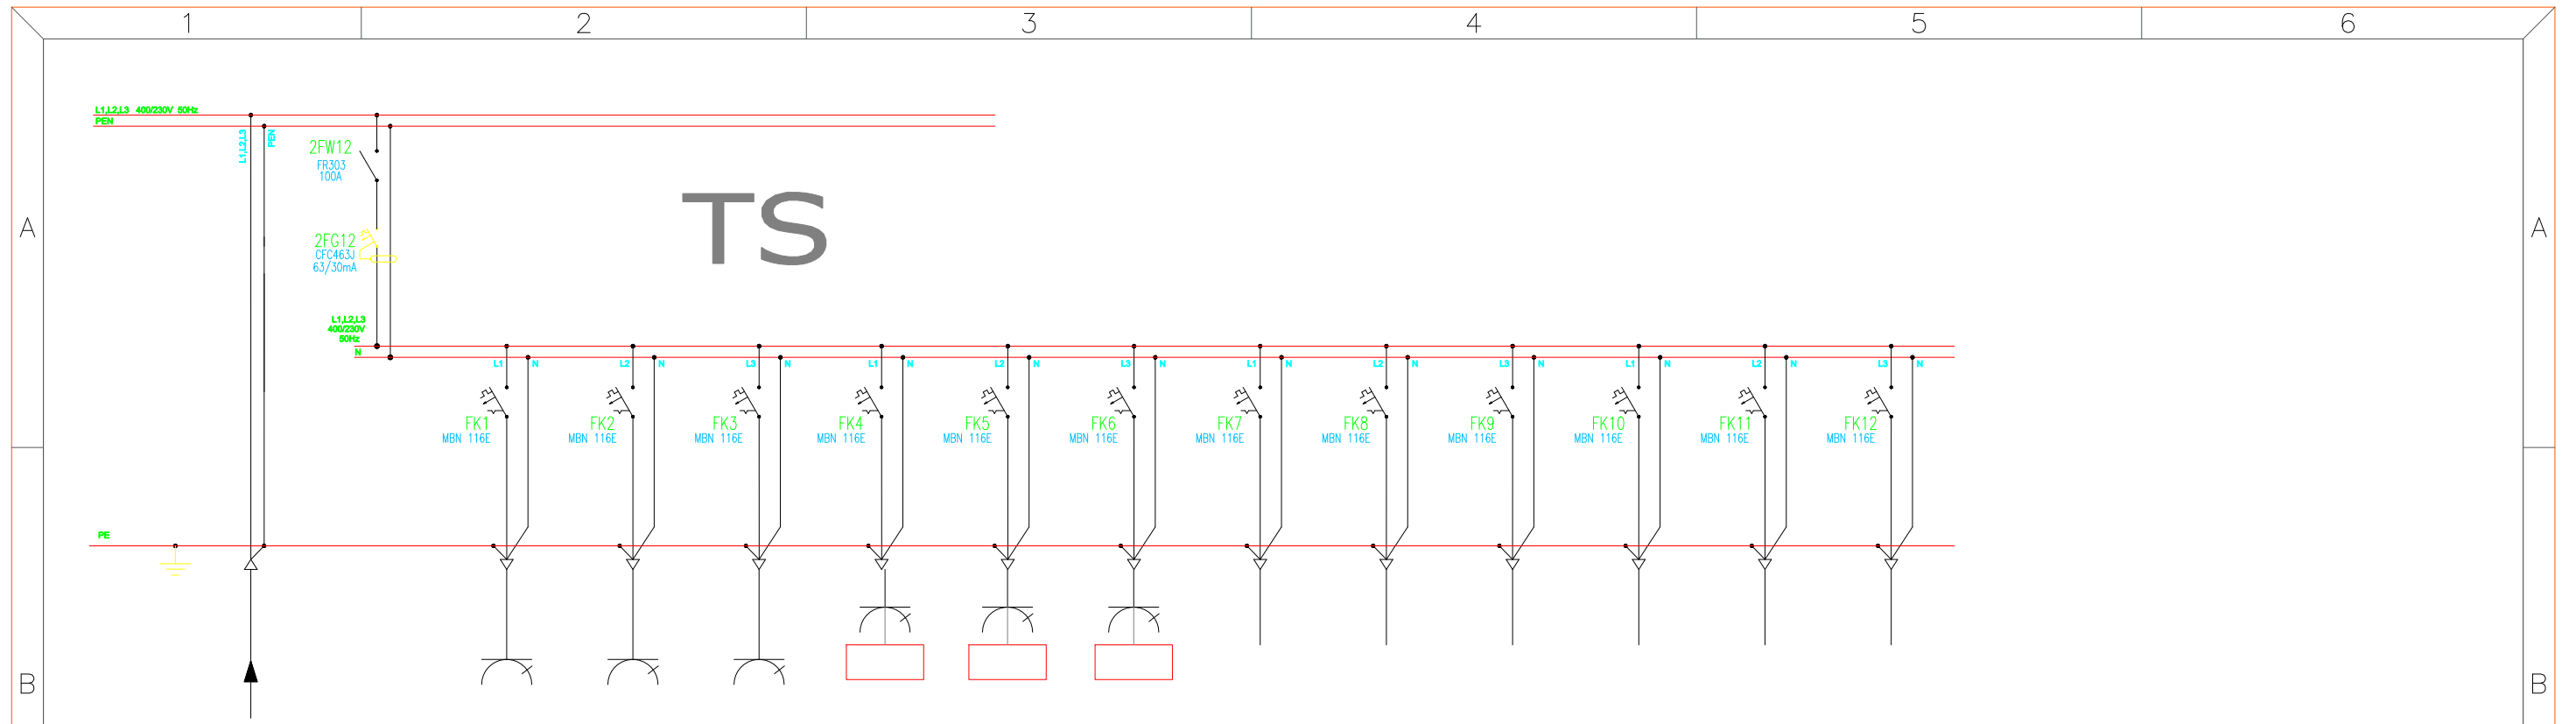 1 2 3 4 5 6
L1,L2,L3 400/230V 50Hz
PEN
L1,L2,L3
PEN
2FW12
FR303
100A
TS
A
A
2FG12
CFC463J
63/30mA
L1,L2,L3
400/230V
50Hz
N
L1 N L2 N L3 N L1 N L2 N L3 N L1 N L2 N L3 N L1 N L2 N L3 N
FK1 FK2 FK3 FK4 FK5 FK6 FK7 FK8 FK9 FK10 FK11 FK12
MBN 116E MBN 116E MBN 116E MBN 116E MBN 116E MBN 116E MBN 116E MBN 116E MBN 116E MBN 116E MBN 116E MBN 116E
PE
B
B